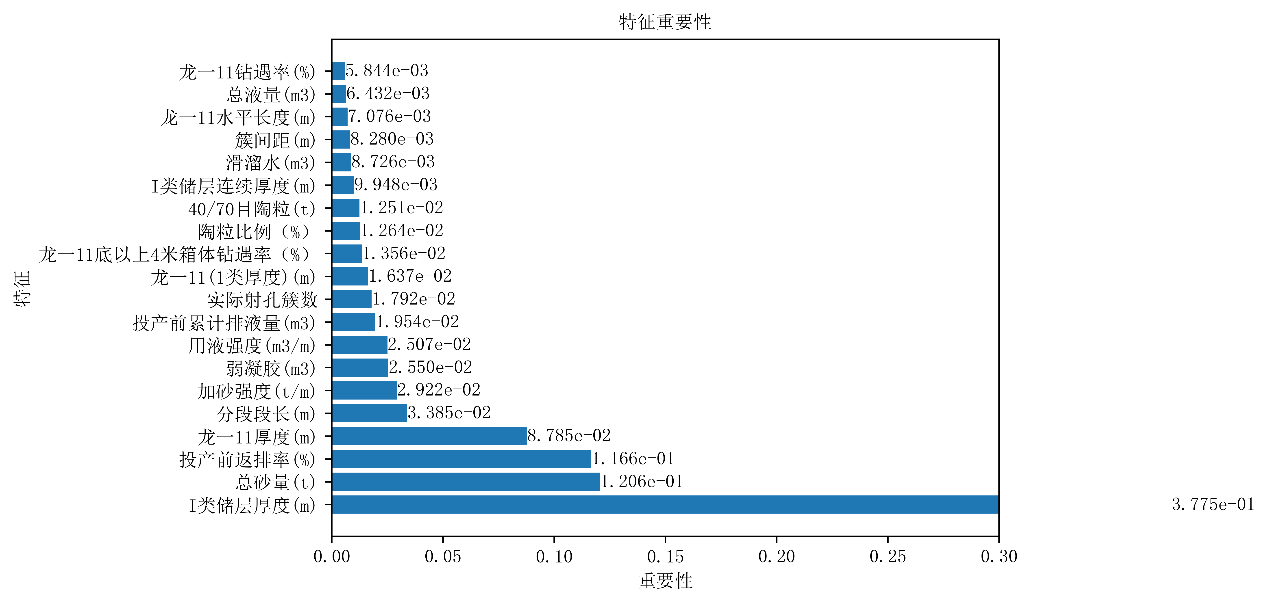 特征重要性
龙一11钻遇率(%) 5.844e-03
总液量(m3) 6.432e-03
龙一11水平长度(m) 7.076e-03
簇间距(m) 8.280e-03
滑溜水(m3) 8.726e-03
I类储层连续厚度(m) 9.948e-03
40/70目陶粒(t) 1.251e-02
陶粒比例（%） 1.264e-02
龙一11底以上4米箱体钻遇率（%） 1.356e-02
龙一11(1类厚度)(m) 1.637e-02
实际射孔簇数 1.792e-02
投产前累计排液量(m3) 1.954e-02
用液强度(m3/m) 2.507e-02
弱凝胶(m3) 2.550e-02
加砂强度(t/m) 2.922e-02
分段段长(m) 3.385e-02
龙一11厚度(m) 8.785e-02
投产前返排率(%) 1.166e-01
总砂量(t) 1.206e-01
I类储层厚度(m) 3.775e-01
特征
0.00 0.05 0.10 0.15 0.20 0.25 0.30
重要性